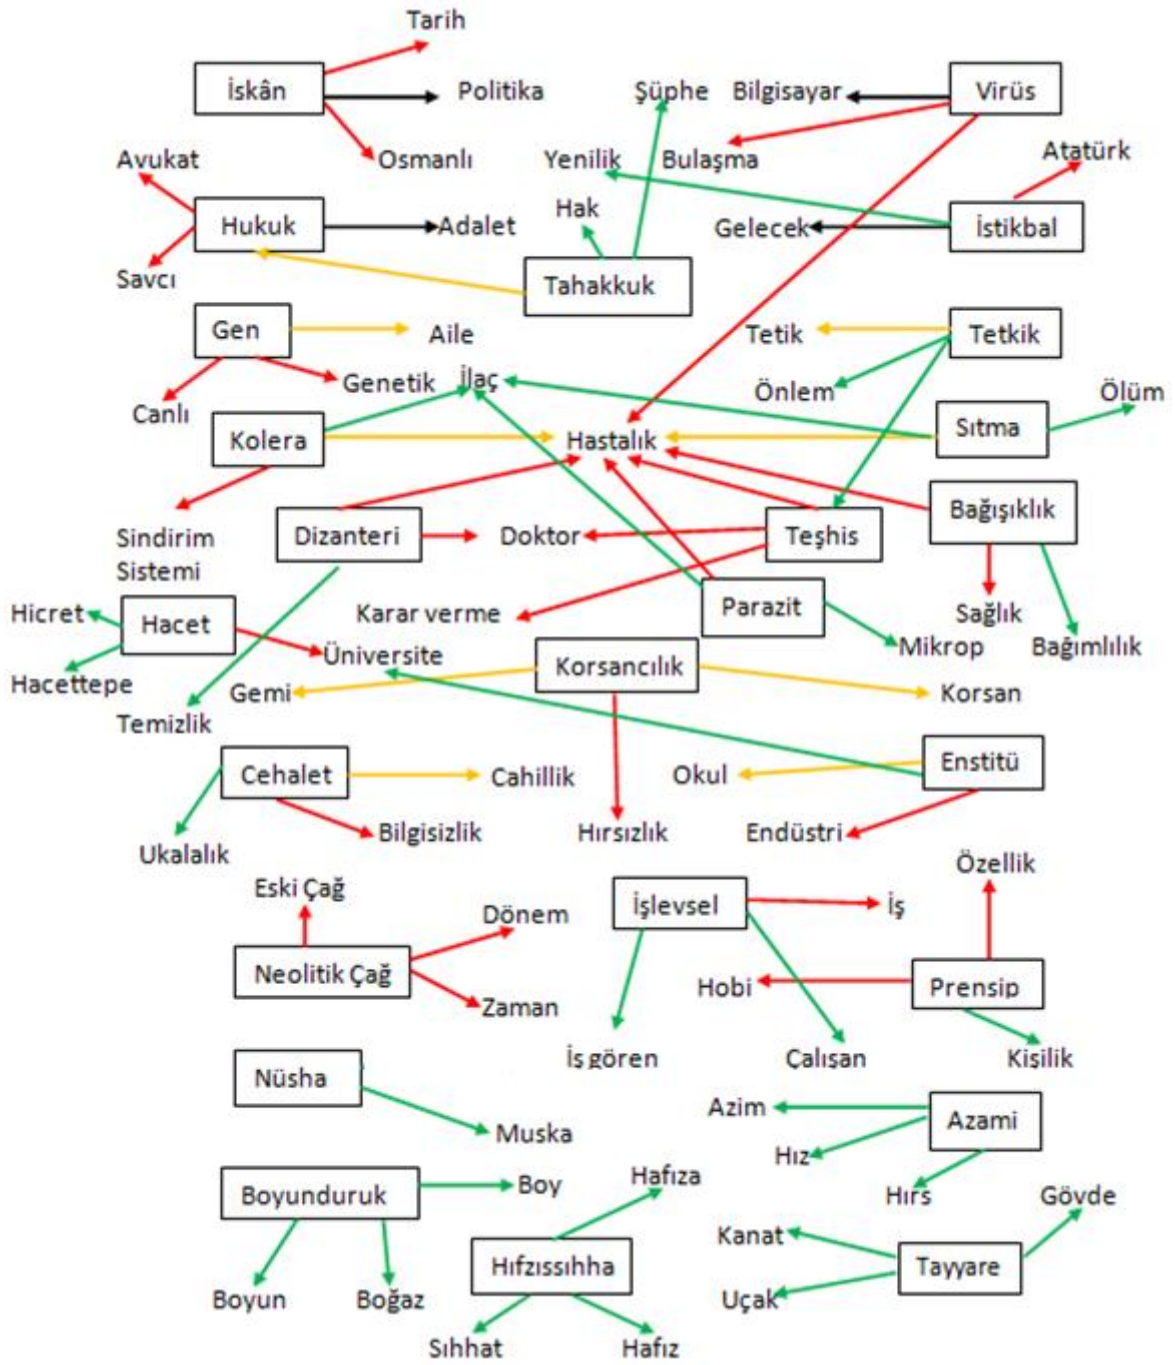 Tarih
İskân
Politika
Şüphe
Bilgisayar
Virüs
Avukat
Osmanlı
Yenilik
Bulaşma
Atatürk
Hukuk
Adalet
Hak
Gelecek
İstikbal
Savcı
Tahakkuk
Gen
Aile
Tetik
Tetkik
Canlı
Genetik
İlaç
Önlem
Ölüm
Kolera
Hastalık
Sıtma
Sindirim
Sistemi
Dizanteri
Doktor
Teşhis
Bağışıklık
Hicret
Hacet
Karar verme
Parazit
Sağlık
Hacettepe
Üniversite
Korsancılık
Mikrop
Bağımlılık
Gemi
Korsan
Temizlik
Cehalet
Cahillik
Okul
Enstitü
Ukalalık
Bilgisizlik
Hırsızlık
Endüstri
Eski Çağ
Dönem
İşlevsel
İş
Özellik
Neolitik Çağ
Zaman
Hobi
Prensip
Nüsha
İş gören
Çalışan
Kişilik
Muska
Azim
Azami
Hız
Boyunduruk
Boy
Hafıza
Hırs
Gövde
Kanat
Hıfzıssıhha
Tayyare
Boyun
Boğaz
Uçak
Sıhhat
Hafız